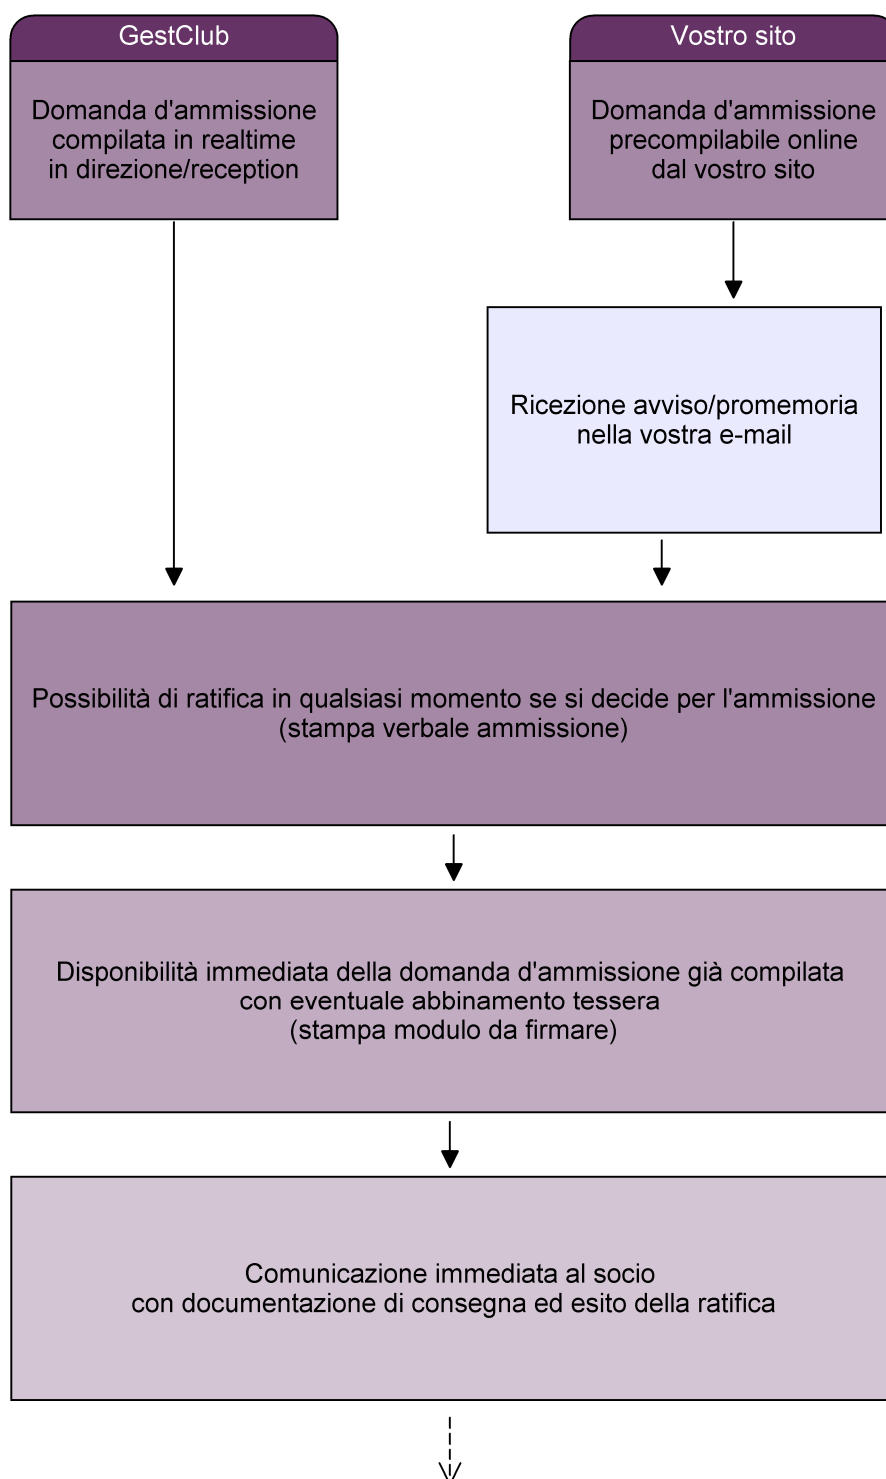 GestClub
Domanda d'ammissione
compilata in realtime
in direzione/reception
Vostro sito
Domanda d'ammissione
precompilabile online
dal vostro sito
Ricezione avviso/promemoria
nella vostra e-mail
Possibilità di ratifica in qualsiasi momento se si decide per l'ammissione
(stampa verbale ammissione)
Disponibilità immediata della domanda d'ammissione già compilata
con eventuale abbinamento tessera
(stampa modulo da firmare)
Comunicazione immediata al socio
con documentazione di consegna ed esito della ratifica